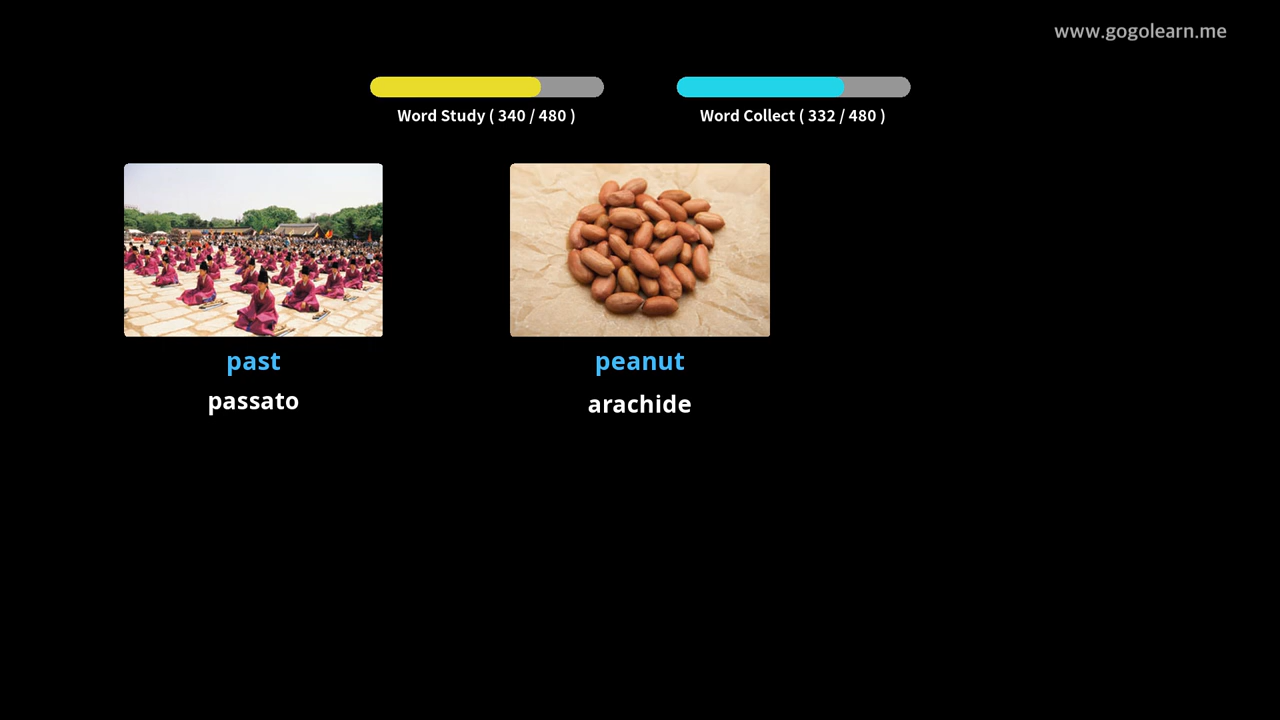 www.gogolearn.me
Word Study ( 340 / 480 )
Word Collect ( 332 / 480 )
past
passato
peanut
arachide